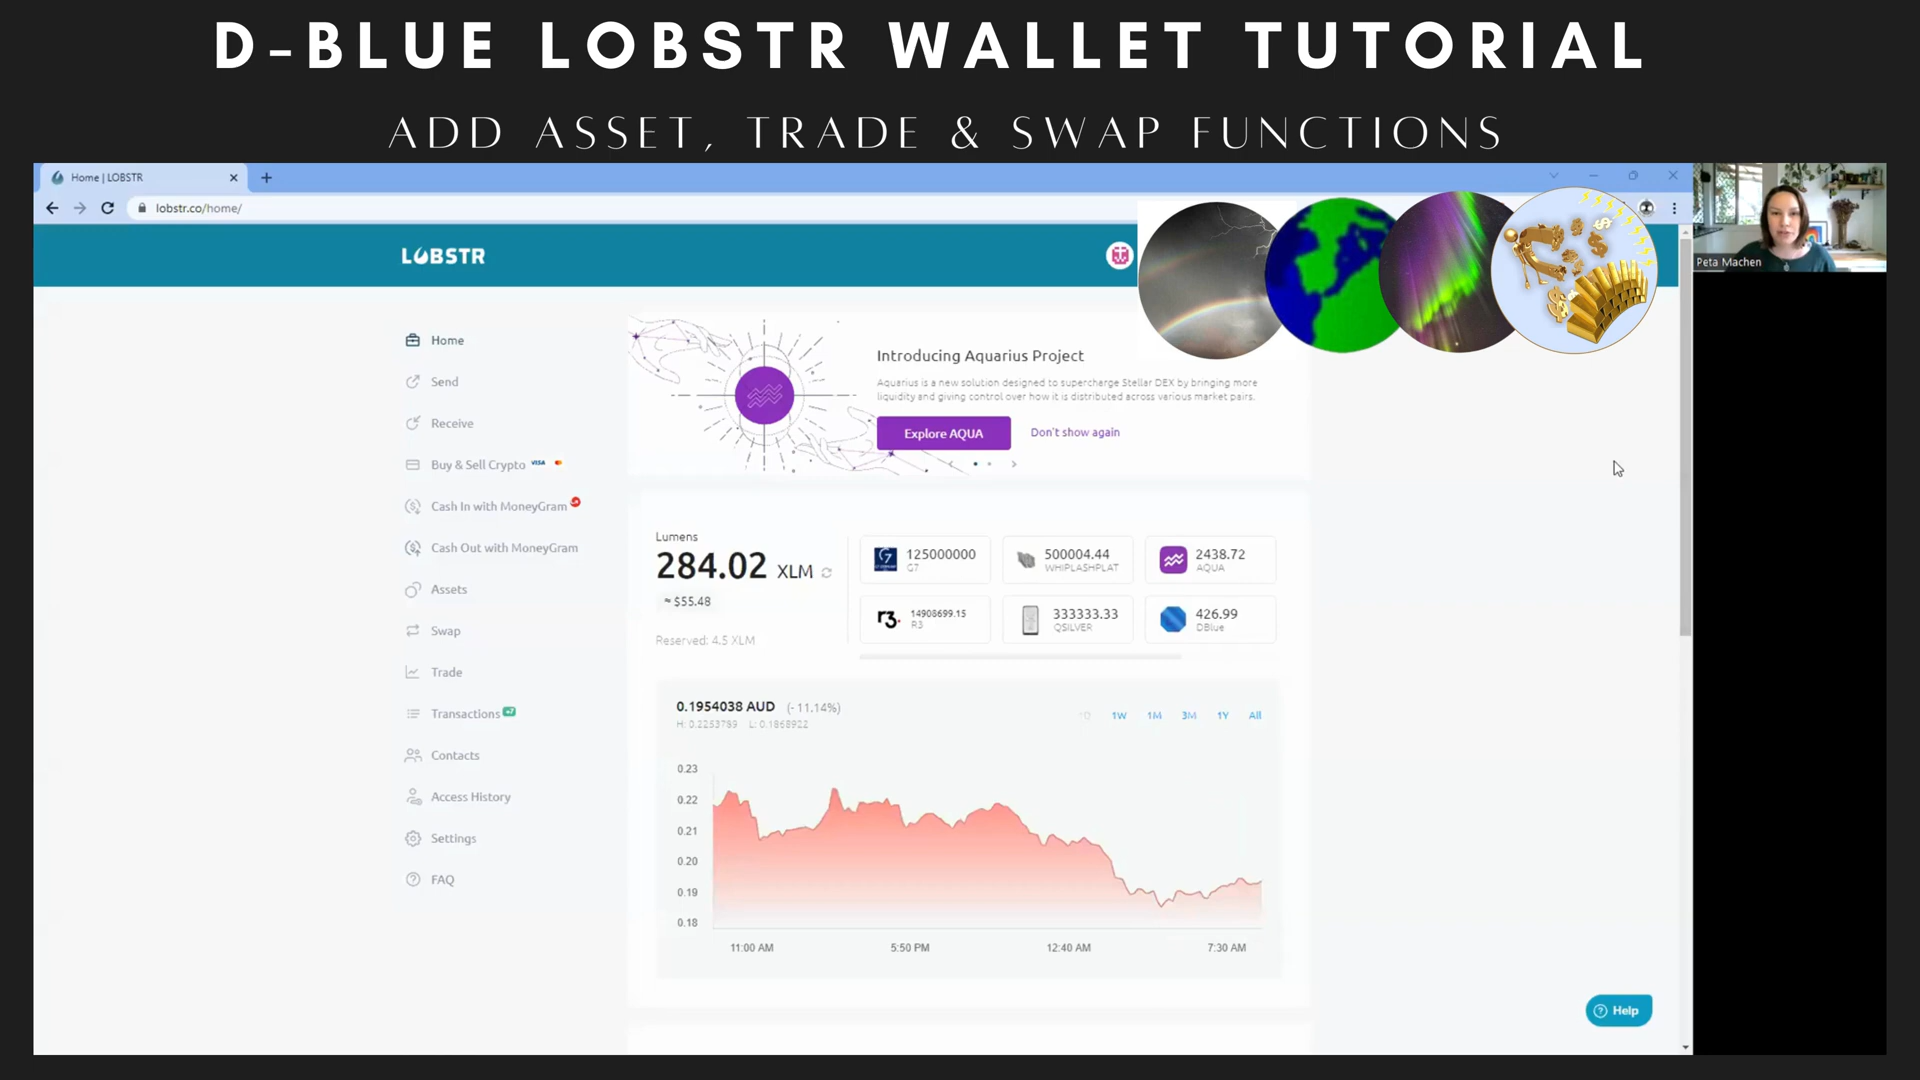 D-BLUE LOBSTR WALLET TUTORIAL
ADD ASSET, TRADE & SWAP FUNCTIONS
Home | LOBSTR
lobstr.co/home/
LOBSTR
Peta Machen
Home
Send
Receive
Buy & Sell Crypto VISA
Cash In with MoneyGram
Cash Out with MoneyGram
Assets
Swap
Trade
Transactions
Contacts
Access History
Settings
FAQ
Introducing Aquarius Project
Aquarius is a new solution designed to supercharge Stellar DEX by bringing more
liquidity and giving control over how it is distributed across various market pairs.
Explore AQUA
Don't show again
Lumens
284.02 XLM
≈ $55.48
Reserved: 4.5 XLM
125000000
G7
500004.44
WHIPLASHPLAT
2438.72
AQUA
r3.
14908699.15
R3
333333.33
QSILVER
426.99
DBlue
0.1954038 AUD (- 11.14%)
H: 0.2253789 L: 0.1868922
1D 1W 1M 3M 1Y All
0.23
0.22
0.21
0.20
0.19
0.18
11:00 AM 5:50 PM 12:40 AM 7:30 AM
Help